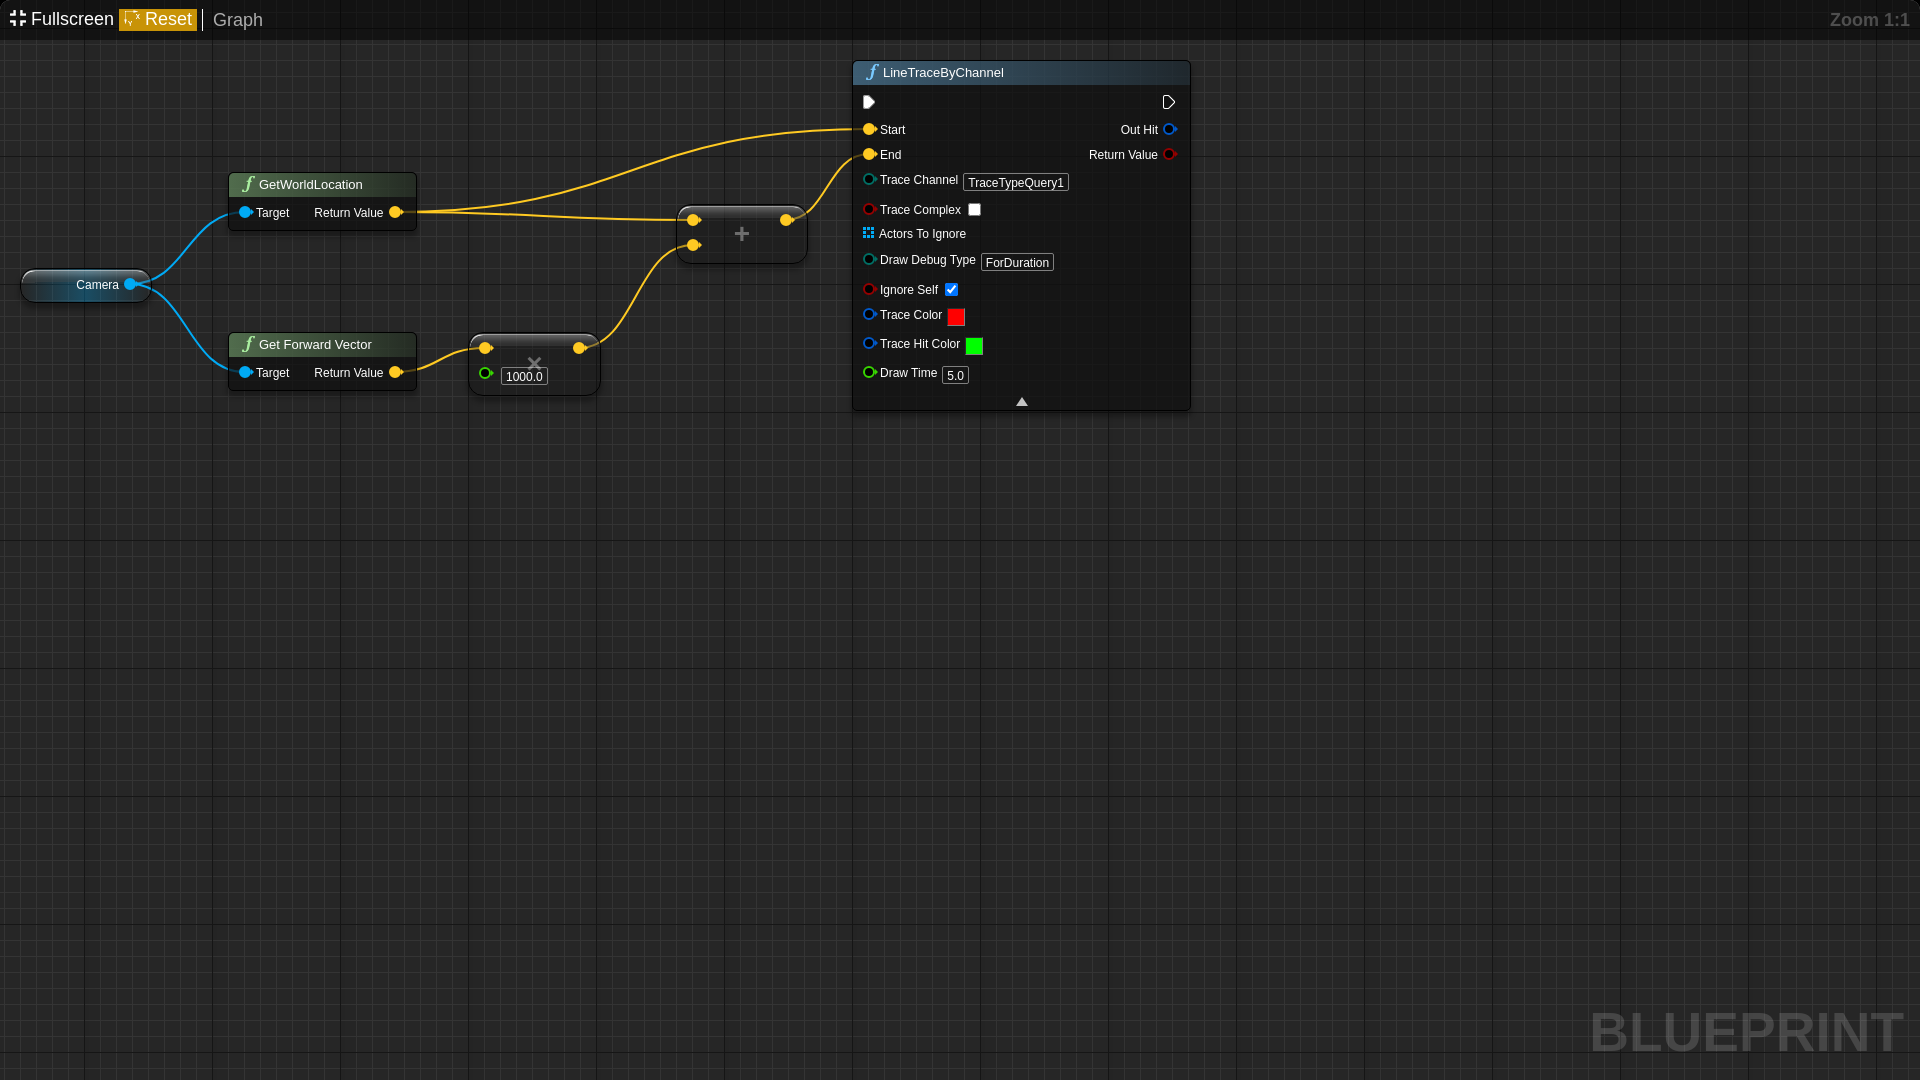 Fullscreen Reset Graph Zoom 1:1
LineTraceByChannel
Start Out Hit
End Return Value
Trace Channel TraceTypeQuery1
Trace Complex
Actors To Ignore
Draw Debug Type ForDuration
Ignore Self
Trace Color
Trace Hit Color
Draw Time 5.0
GetWorldLocation
Target Return Value
+
Camera
Get Forward Vector
Target Return Value
×
1000.0
BLUEPRINT